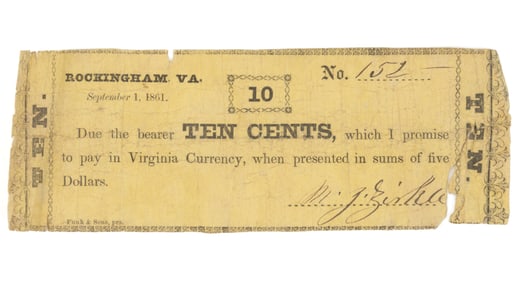 ROCKINGHAM, VA.
No. 152
September 1, 1861.
10
TEN.
Due the bearer TEN CENTS, which I promise
to pay in Virginia Currency, when presented in sums of five
Dollars.
TEN.
M. J. Zirkle
Funk & Sons, prs.